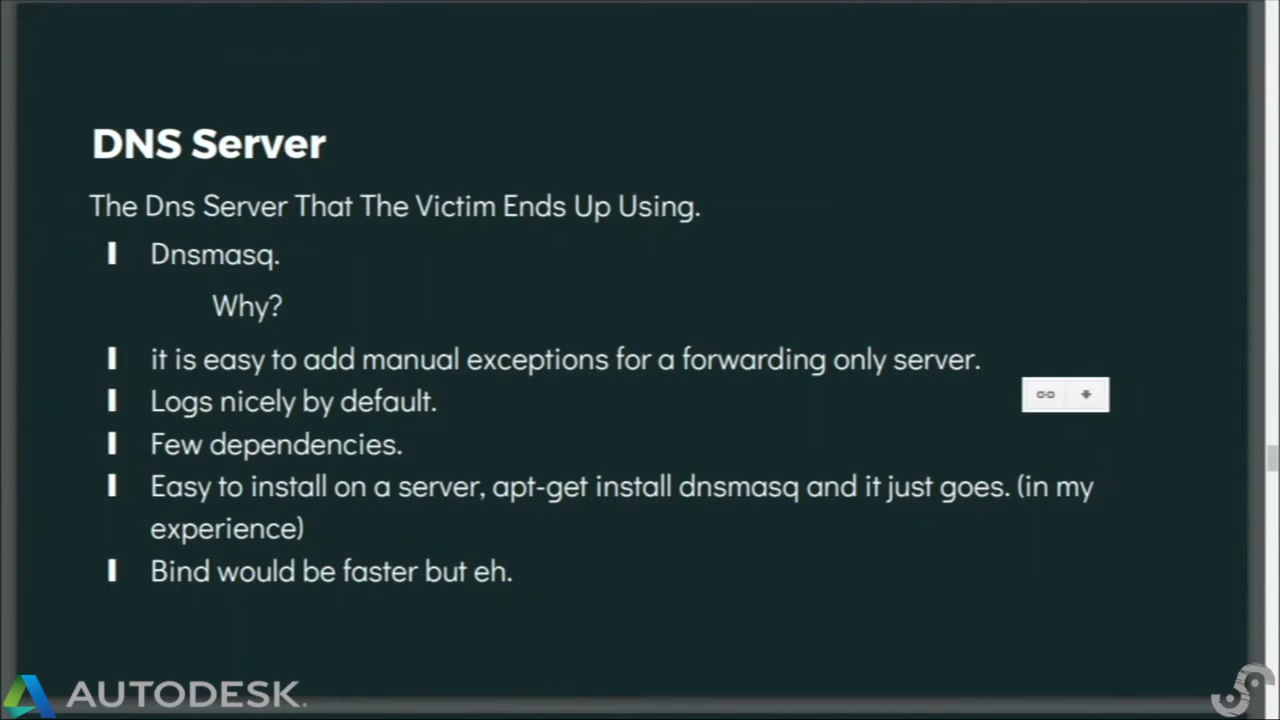 DNS Server
The Dns Server That The Victim Ends Up Using.
Dnsmasq.
Why?
it is easy to add manual exceptions for a forwarding only server.
Logs nicely by default.
Few dependencies.
Easy to install on a server, apt-get install dnsmasq and it just goes. (in my
experience)
Bind would be faster but eh.
AUTODESK.